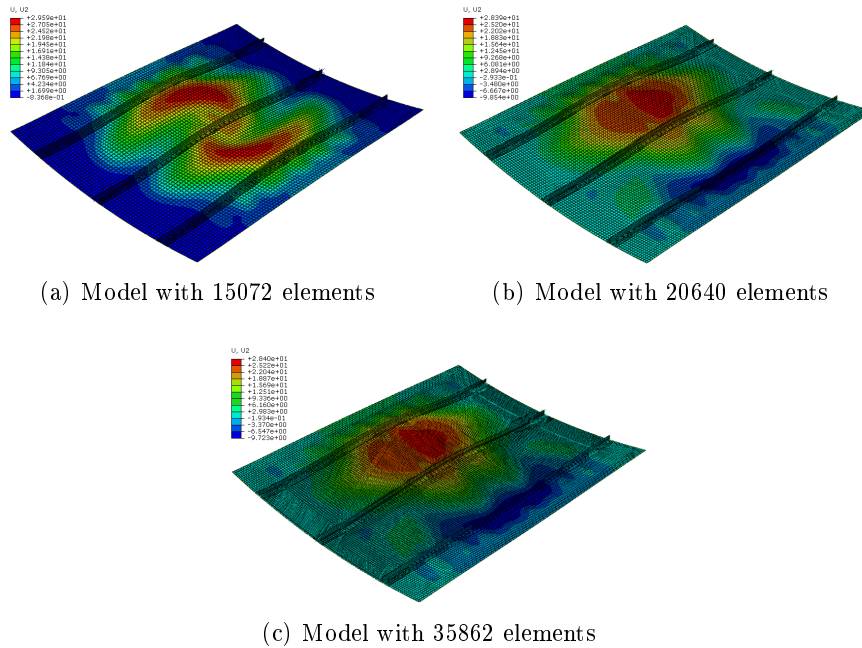 U, U2
+2.959e+01
+2.705e+01
+2.452e+01
+2.198e+01
+1.945e+01
+1.691e+01
+1.438e+01
+1.184e+01
+9.305e+00
+6.769e+00
+4.234e+00
+1.699e+00
-8.368e-01
U, U2
+2.839e+01
+2.520e+01
+2.202e+01
+1.883e+01
+1.564e+01
+1.245e+01
+9.268e+00
+6.081e+00
+2.894e+00
-2.933e-01
-3.480e+00
-6.667e+00
-9.854e+00
(a) Model with 15072 elements
(b) Model with 20640 elements
U, U2
+2.840e+01
+2.522e+01
+2.204e+01
+1.887e+01
+1.569e+01
+1.251e+01
+9.336e+00
+6.160e+00
+2.983e+00
-1.934e-01
-3.370e+00
-6.547e+00
-9.723e+00
(c) Model with 35862 elements